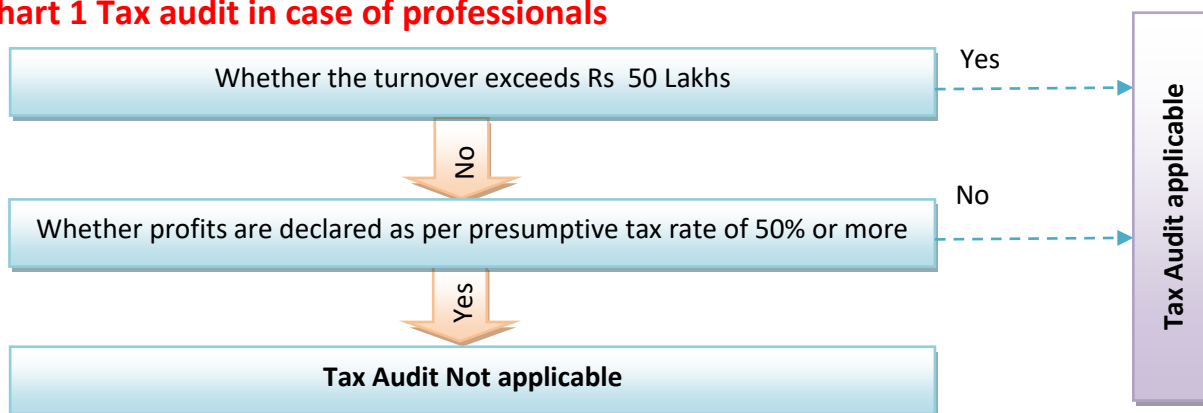 hart 1 Tax audit in case of professionals
Whether the turnover exceeds Rs 50 Lakhs
Yes
No
Whether profits are declared as per presumptive tax rate of 50% or more
No
Yes
Tax Audit Not applicable
Tax Audit applicable